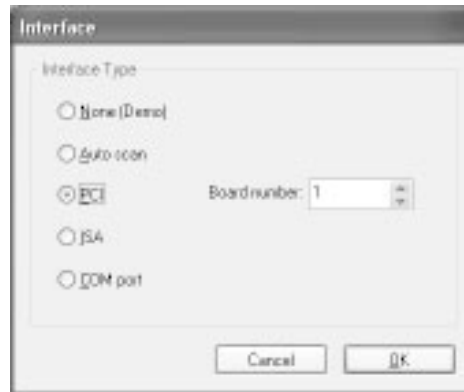 Interface
Interface Type
None (Demo)
Auto scan
PCI
Board number: 1
ISA
COM port
Cancel
OK